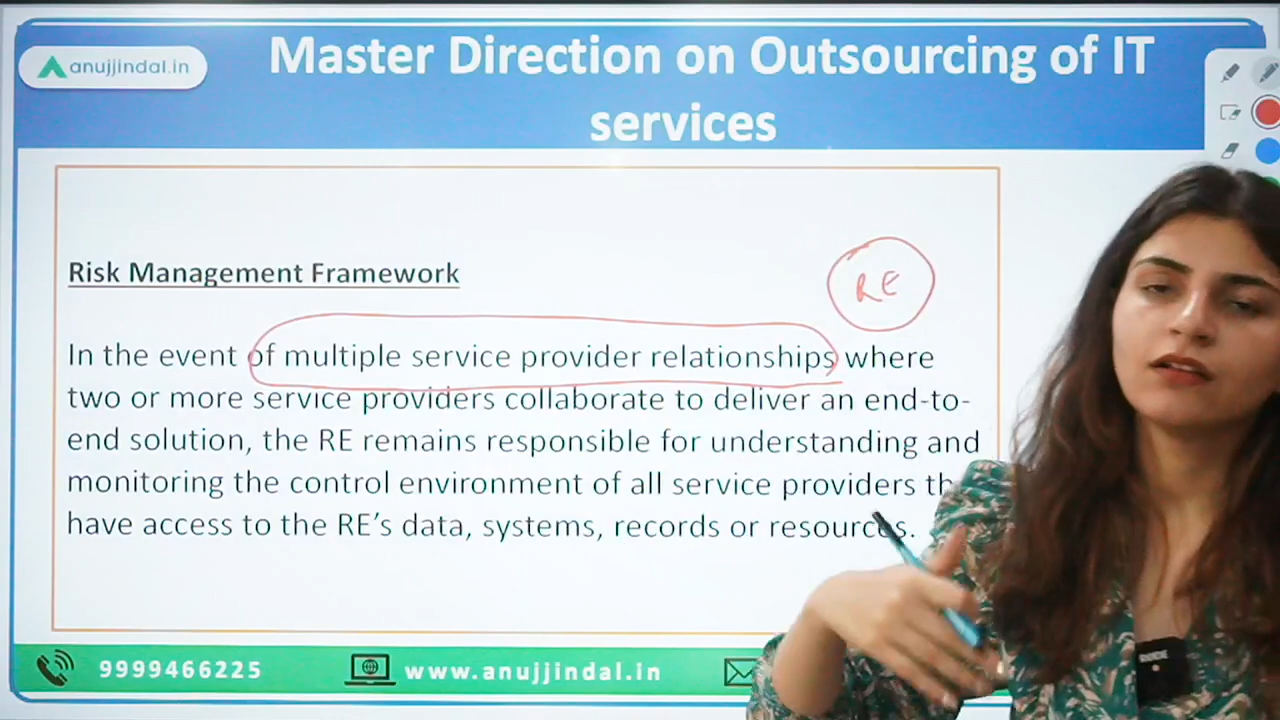 anujjindal.in
Master Direction on Outsourcing of IT
services
Risk Management Framework
RE
In the event of multiple service provider relationships where
two or more service providers collaborate to deliver an end-to-
end solution, the RE remains responsible for understanding and
monitoring the control environment of all service providers
have access to the RE's data, systems, records or resources.
9999466225
www.anujjindal.in
RODE